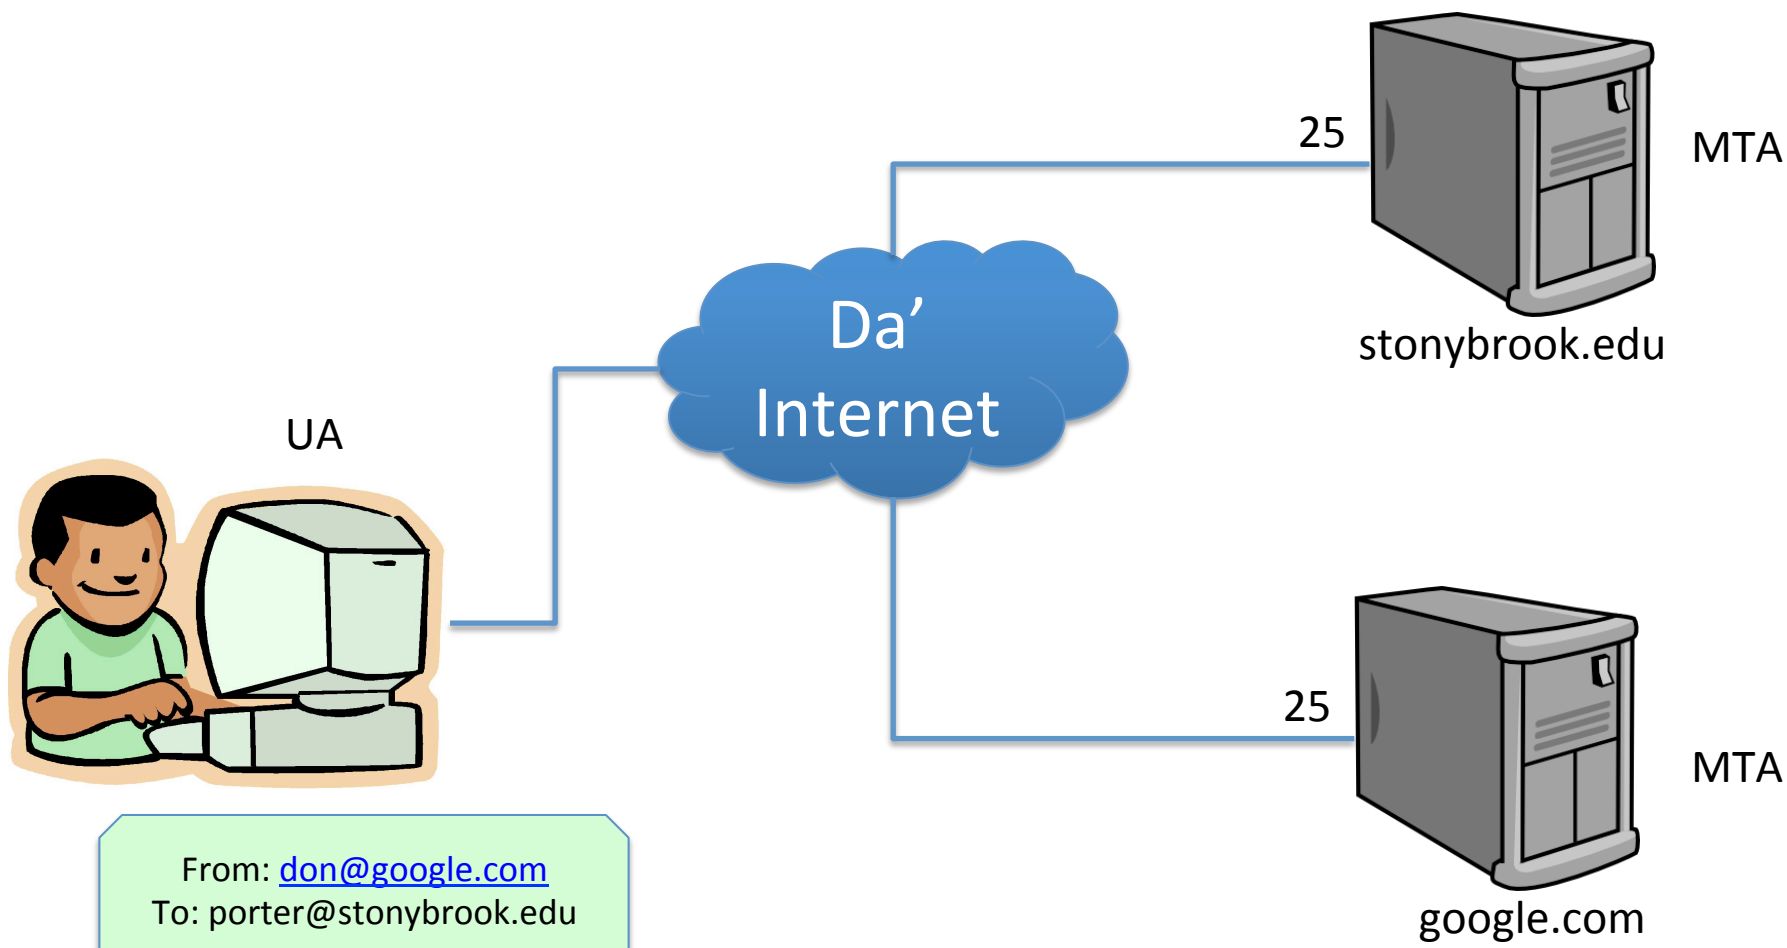 25
MTA
stonybrook.edu
Da’
Internet
UA
25
MTA
google.com
From: don@google.com
To: porter@stonybrook.edu